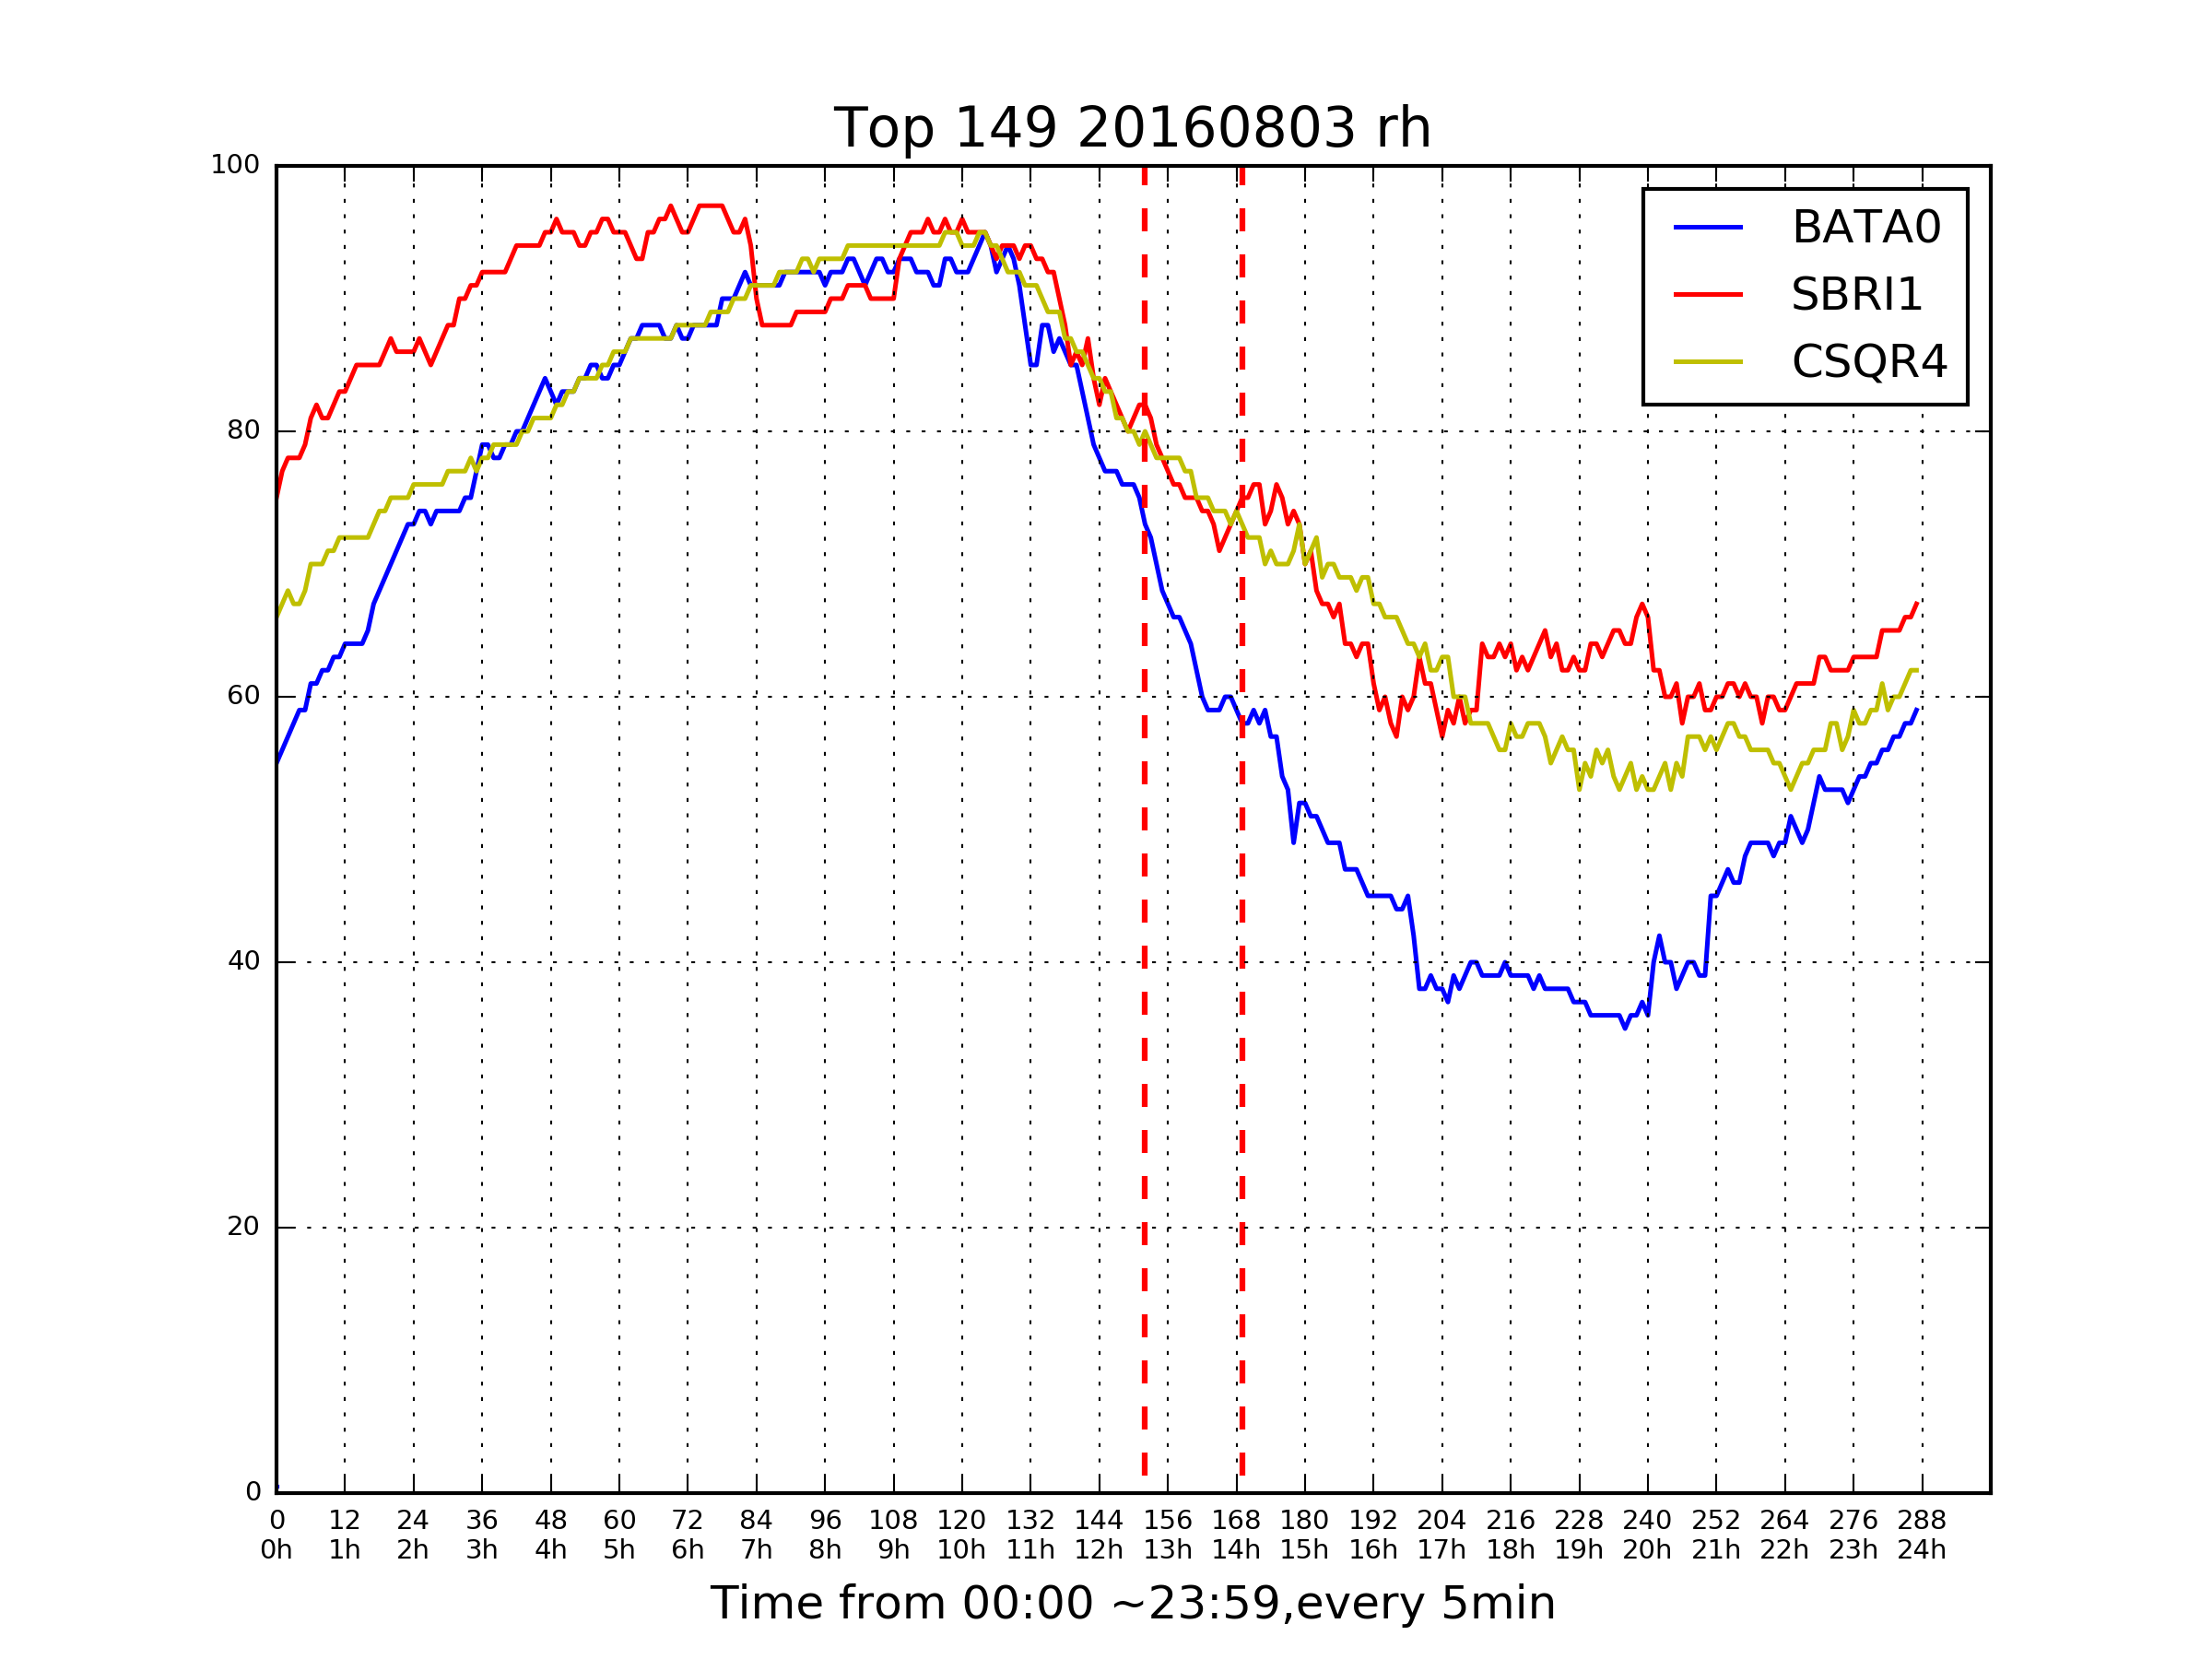 Top 149 20160803 rh
100
80
60
40
20
0
BATA0
SBRI1
CSQR4
0 12 24 36 48 60 72 84 96 108 120 132 144 156 168 180 192 204 216 228 240 252 264 276 288
0h 1h 2h 3h 4h 5h 6h 7h 8h 9h 10h 11h 12h 13h 14h 15h 16h 17h 18h 19h 20h 21h 22h 23h 24h
Time from 00:00 ~23:59,every 5min